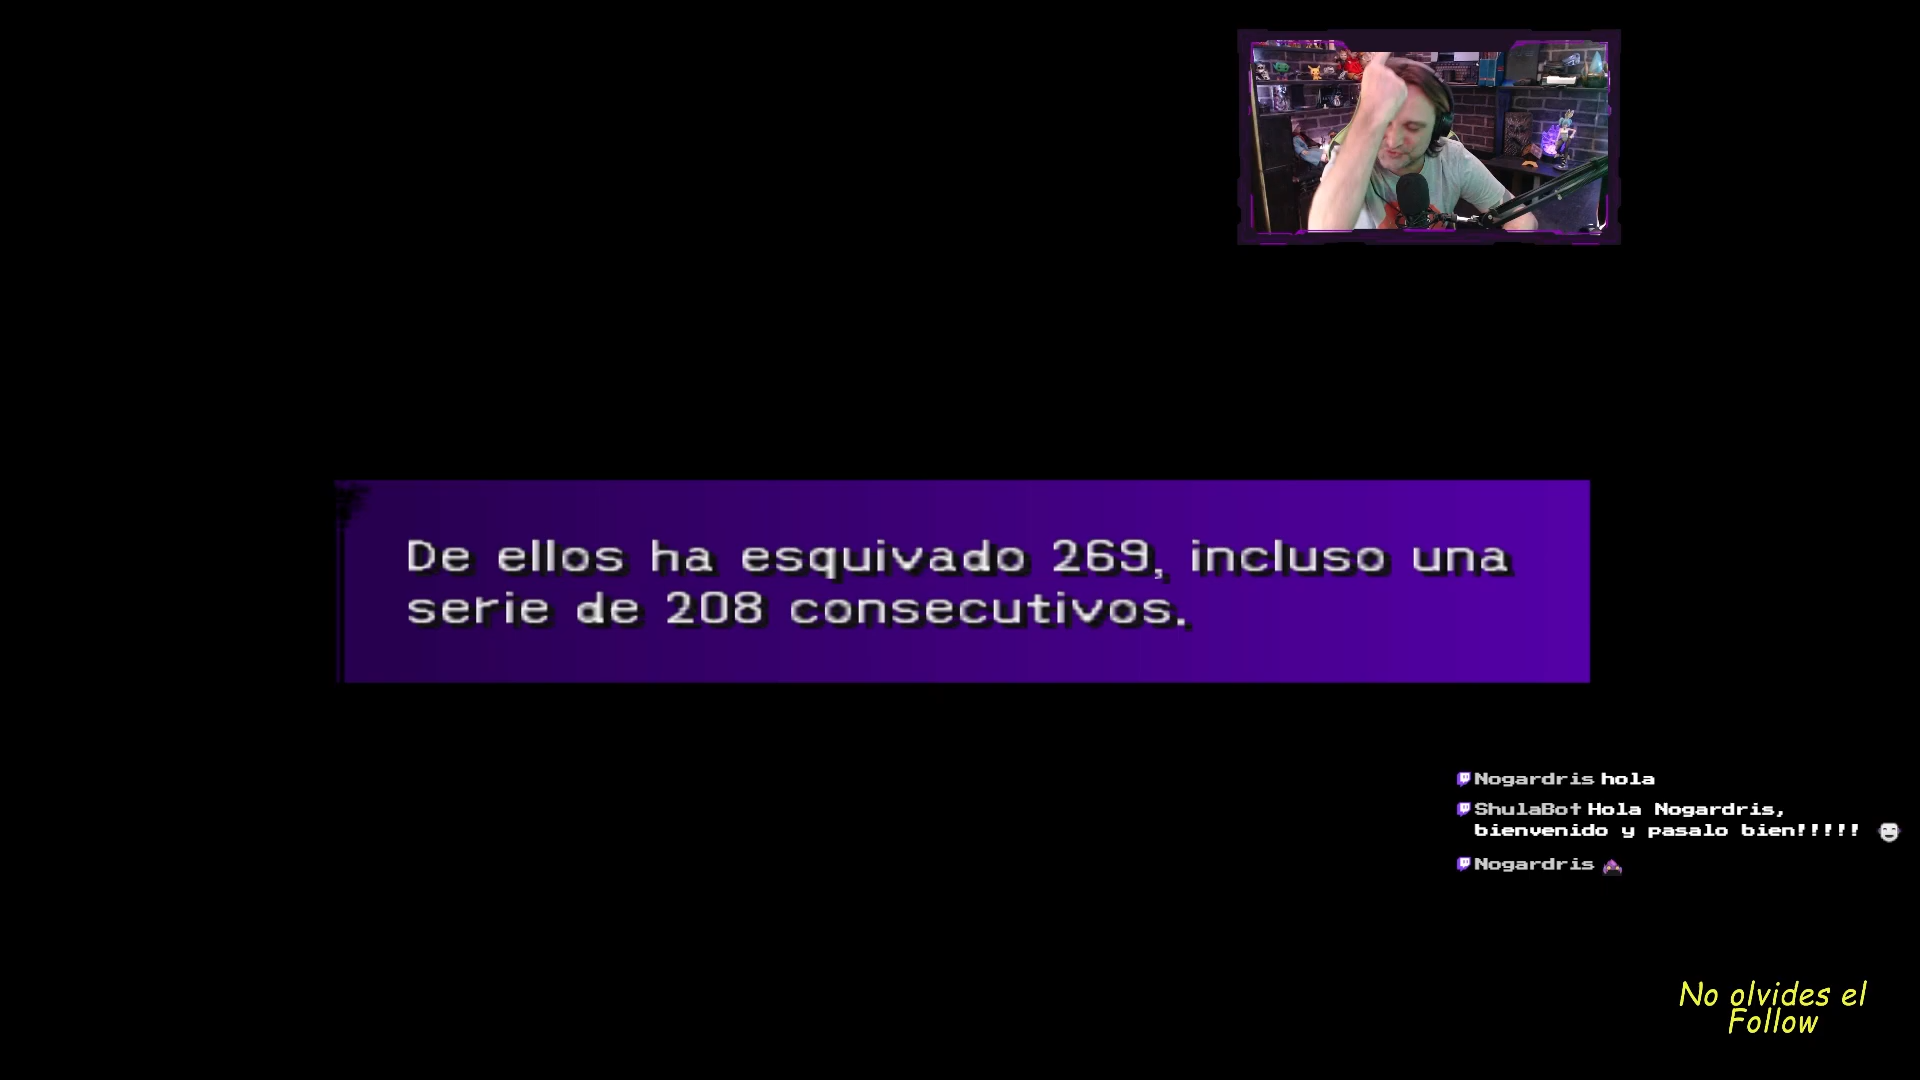 De ellos ha esquivado 269, incluso una
serie de 208 consecutivos.
Nogardris hola
ShulaBot Hola Nogardris,
bienvenido y pasalo bien!!!!!
Nogardris
No olvides el
Follow